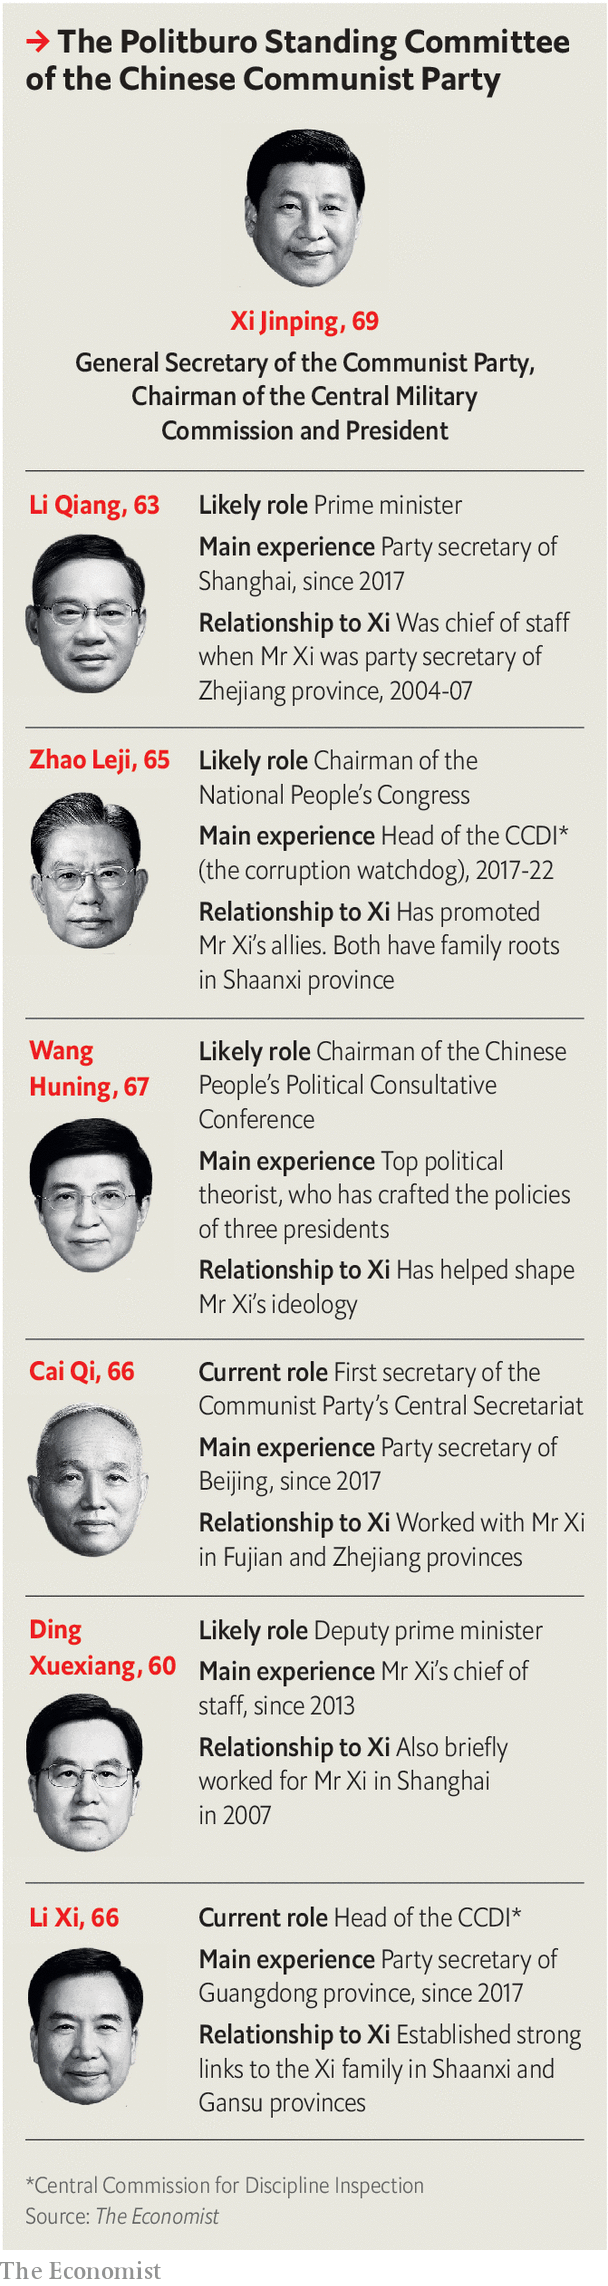 → The Politburo Standing Committee
of the Chinese Communist Party
Xi Jinping, 69
General Secretary of the Communist Party,
Chairman of the Central Military
Commission and President
Li Qiang, 63
Likely role Prime minister
Main experience Party secretary of
Shanghai, since 2017
Relationship to Xi Was chief of staff
when Mr Xi was party secretary of
Zhejiang province, 2004-07
Zhao Leji, 65
Likely role Chairman of the
National People’s Congress
Main experience Head of the CCDI*
(the corruption watchdog), 2017-22
Relationship to Xi Has promoted
Mr Xi’s allies. Both have family roots
in Shaanxi province
Wang
Huning, 67
Likely role Chairman of the Chinese
People’s Political Consultative
Conference
Main experience Top political
theorist, who has crafted the policies
of three presidents
Relationship to Xi Has helped shape
Mr Xi’s ideology
Cai Qi, 66
Current role First secretary of the
Communist Party’s Central Secretariat
Main experience Party secretary of
Beijing, since 2017
Relationship to Xi Worked with Mr Xi
in Fujian and Zhejiang provinces
Ding
Xuexiang, 60
Likely role Deputy prime minister
Main experience Mr Xi’s chief of
staff, since 2013
Relationship to Xi Also briefly
worked for Mr Xi in Shanghai
in 2007
Li Xi, 66
Current role Head of the CCDI*
Main experience Party secretary of
Guangdong province, since 2017
Relationship to Xi Established strong
links to the Xi family in Shaanxi and
Gansu provinces
*Central Commission for Discipline Inspection
Source: The Economist
The Economist